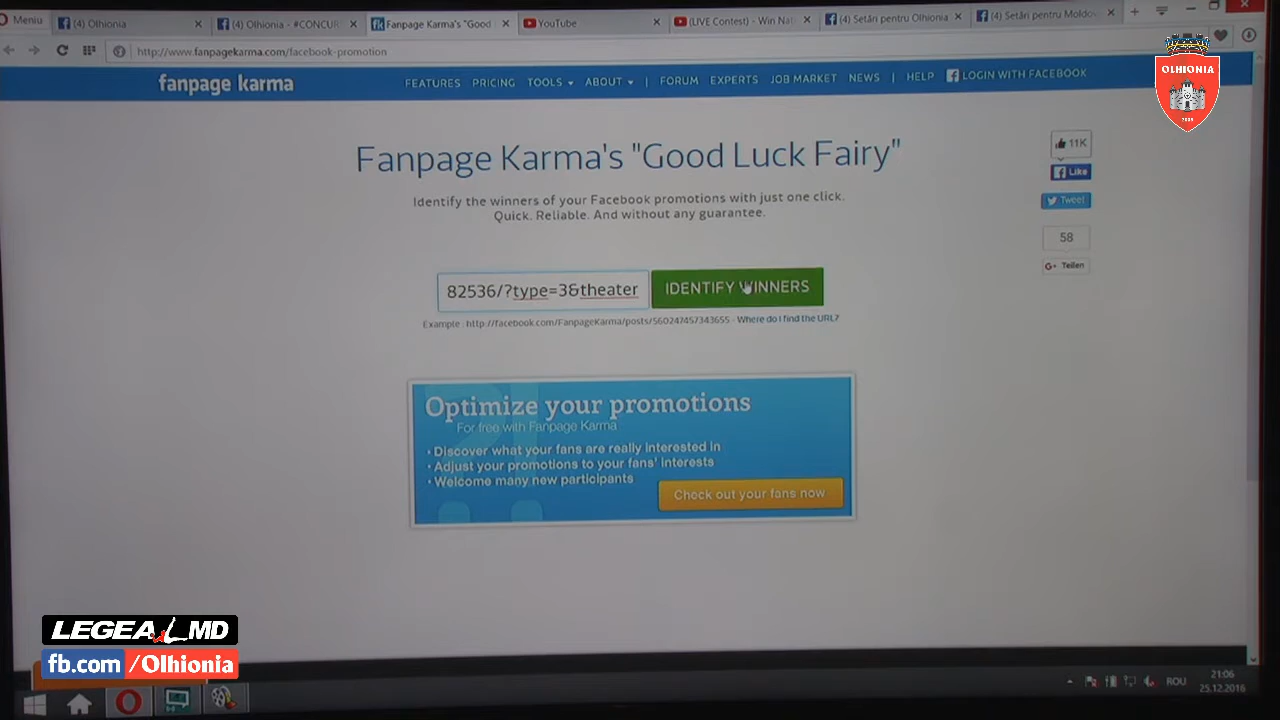 Meniu
(4) Olhionia
(4) Olhionia - #CONCUR
Fanpage Karma's "Good
YouTube
(LIVE Contest) - Win Nat
(4) Setări pentru Olhionia
(4) Setări pentru Moldov
http://www.fanpagekarma.com/facebook-promotion
fanpage karma
FEATURES PRICING TOOLS ABOUT | FORUM EXPERTS JOB MARKET NEWS | HELP LOGIN WITH FACEBOOK
OLHIONIA
Fanpage Karma's "Good Luck Fairy"
11K
Like
Tweet
58
G+ Teilen
Identify the winners of your Facebook promotions with just one click.
Quick. Reliable. And without any guarantee.
82536/?type=3&theater
IDENTIFY WINNERS
Example: http://facebook.com/FanpageKarma/posts/560247457343655 - Where do I find the URL?
Optimize your promotions
For free with Fanpage Karma
• Discover what your fans are really interested in
• Adjust your promotions to your fans' interests
• Welcome many new participants
Check out your fans now
LEGEA.MD
fb.com/Olhionia
ROU
21:06
25.12.2016